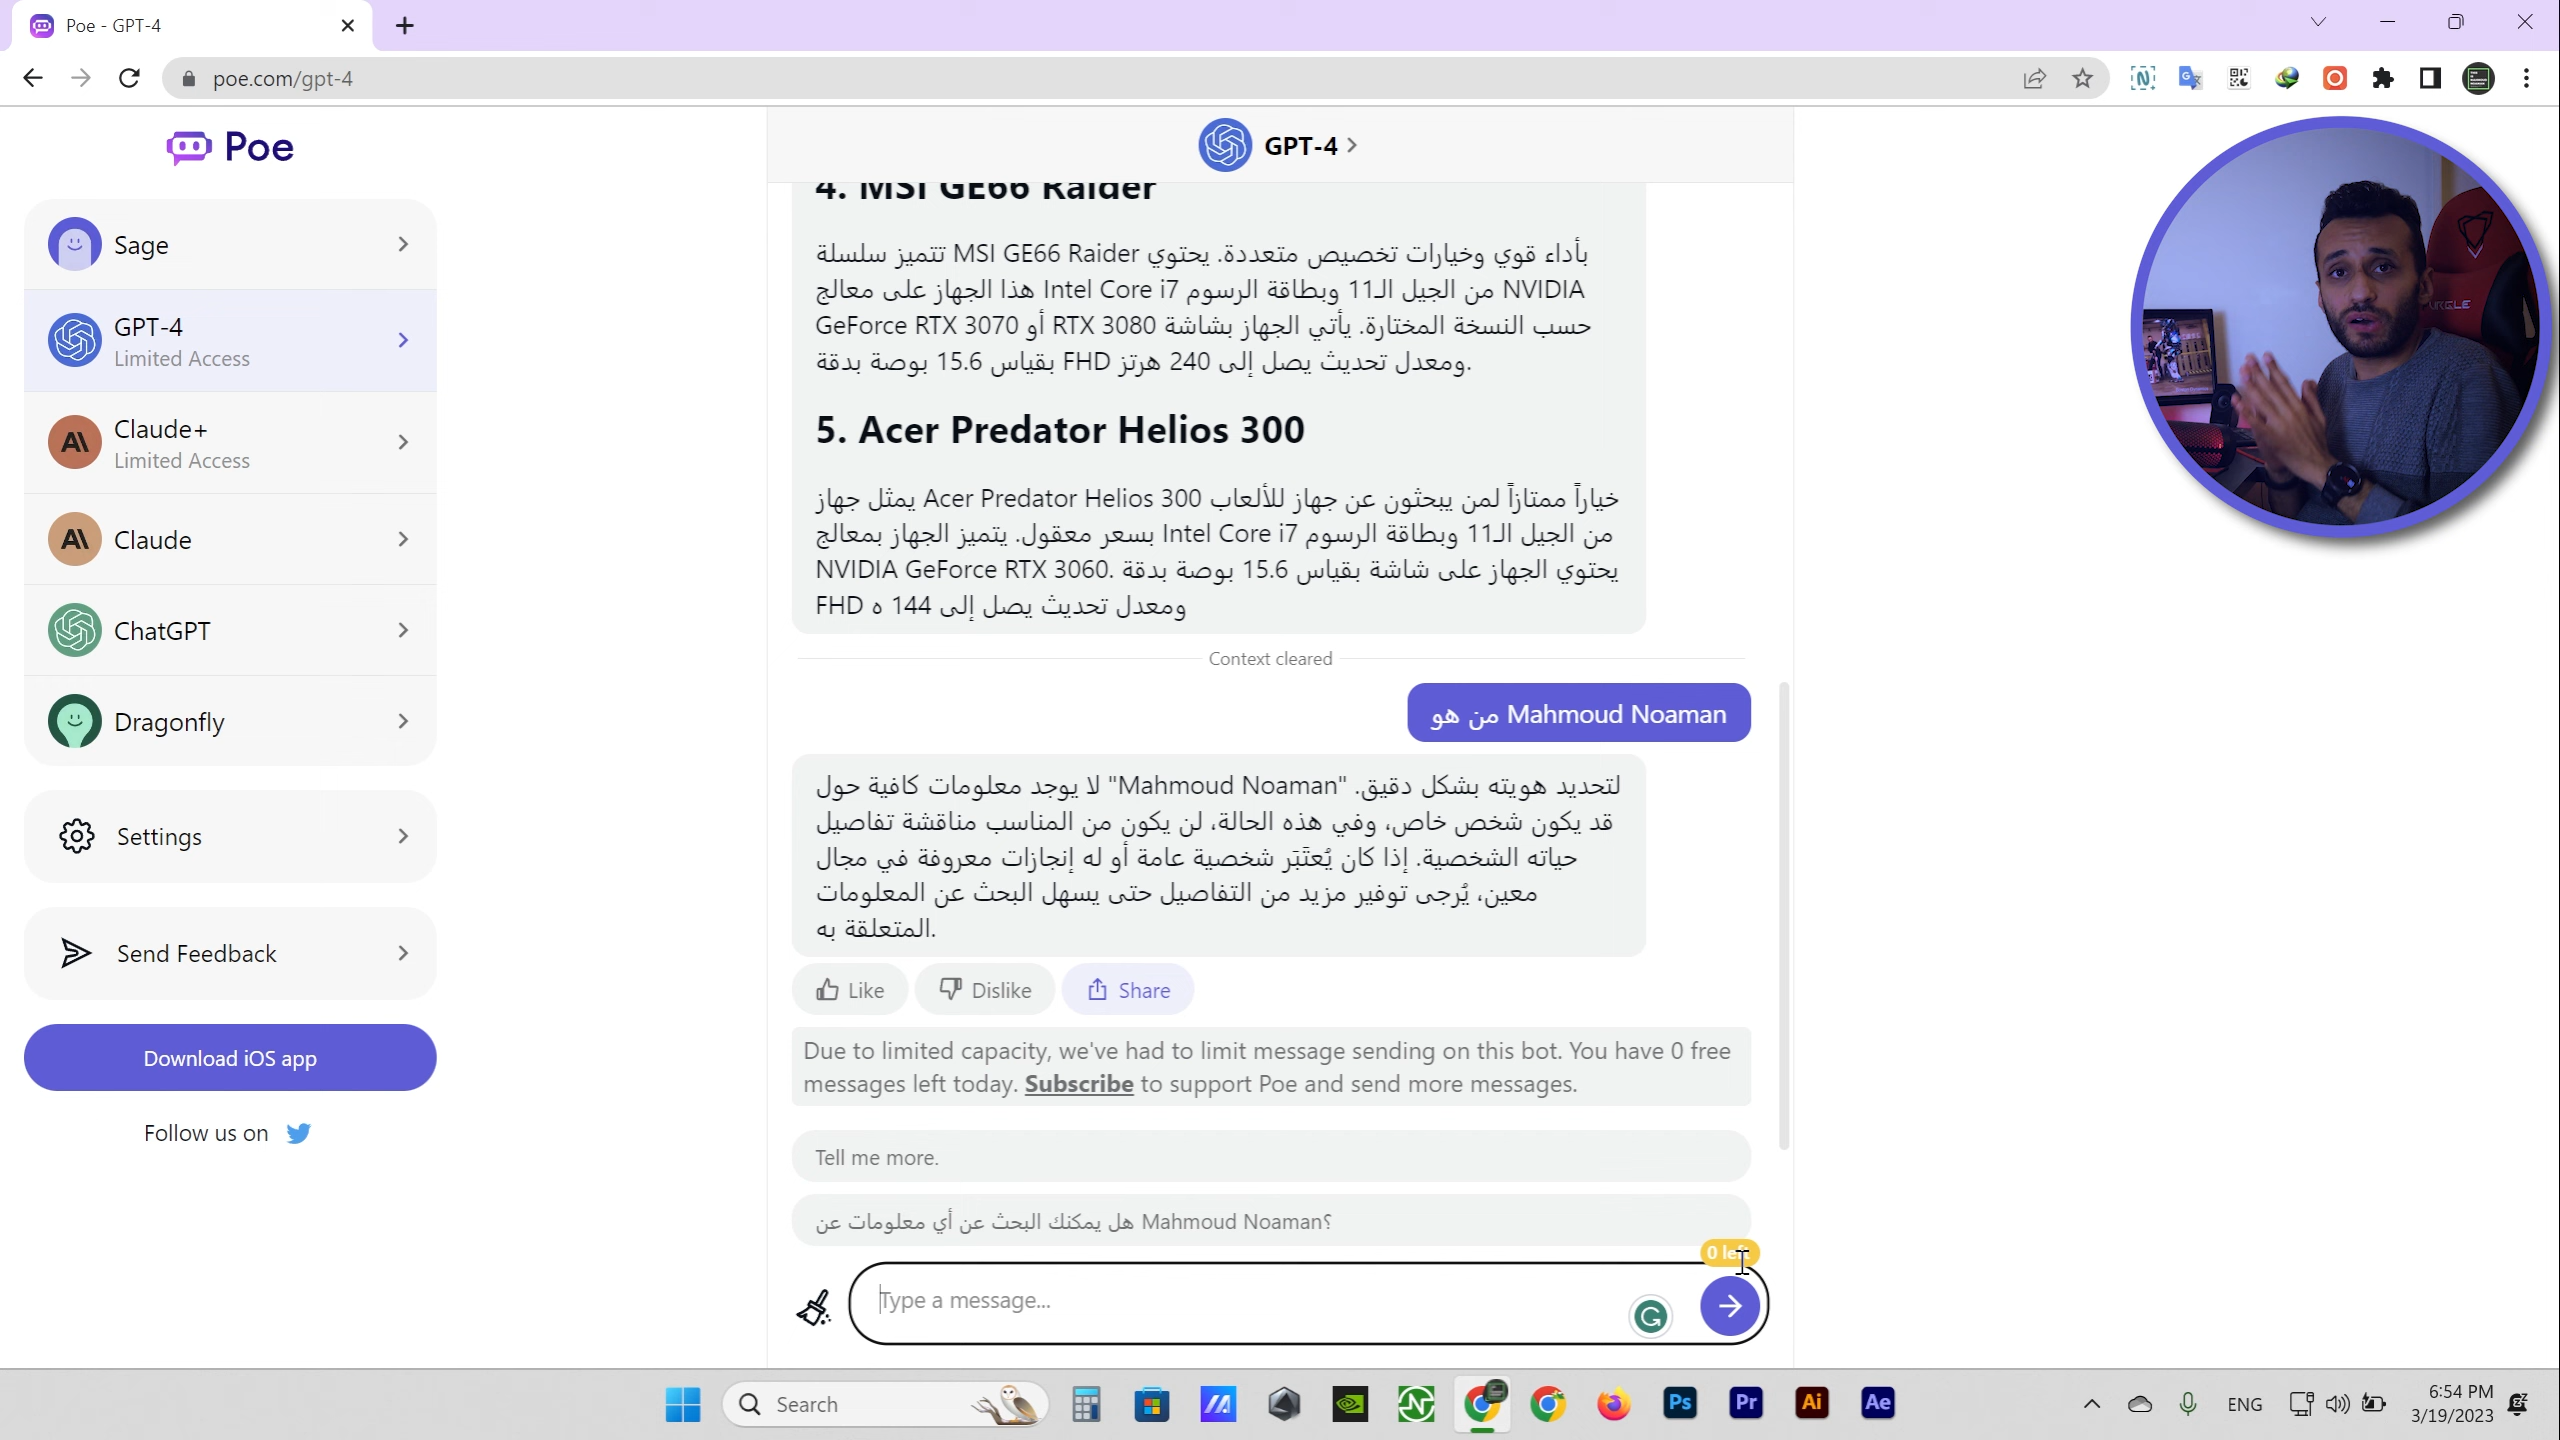 Poe - GPT-4
poe.com/gpt-4
Poe
Sage
GPT-4
Limited Access
Claude+
Limited Access
Claude
ChatGPT
Dragonfly
Settings
Send Feedback
Download iOS app
Follow us on
GPT-4
4. MSI GE66 Raider
تتميز سلسلة MSI GE66 Raider بأداء قوي وخيارات تخصيص متعددة. يحتوي
هذا الجهاز على معالج Intel Core i7 من الجيل الـ11 وبطاقة الرسوم NVIDIA
GeForce RTX 3070 أو RTX 3080 حسب النسخة المختارة. يأتي الجهاز بشاشة
بقياس 15.6 بوصة بدقة FHD ومعدل تحديث يصل إلى 240 هرتز.
5. Acer Predator Helios 300
يمثل جهاز Acer Predator Helios 300 خياراً ممتازاً لمن يبحثون عن جهاز للألعاب
بسعر معقول. يتميز الجهاز بمعالج Intel Core i7 من الجيل الـ11 وبطاقة الرسوم
NVIDIA GeForce RTX 3060. يحتوي الجهاز على شاشة بقياس 15.6 بوصة بدقة
FHD ومعدل تحديث يصل إلى 144 ه
Context cleared
من هو Mahmoud Noaman
لا يوجد معلومات كافية حول "Mahmoud Noaman" لتحديد هويته بشكل دقيق.
قد يكون شخص خاص، وفي هذه الحالة، لن يكون من المناسب مناقشة تفاصيل
حياته الشخصية. إذا كان يُعتَبَر شخصية عامة أو له إنجازات معروفة في مجال
معين، يُرجى توفير مزيد من التفاصيل حتى يسهل البحث عن المعلومات
المتعلقة به.
Like
Dislike
Share
Due to limited capacity, we've had to limit message sending on this bot. You have 0 free
messages left today. Subscribe to support Poe and send more messages.
Tell me more.
هل يمكنك البحث عن أي معلومات عن Mahmoud Noaman؟
0 left
Type a message...
Search
Ps
Pr
Ai
Ae
ENG
6:54 PM
3/19/2023